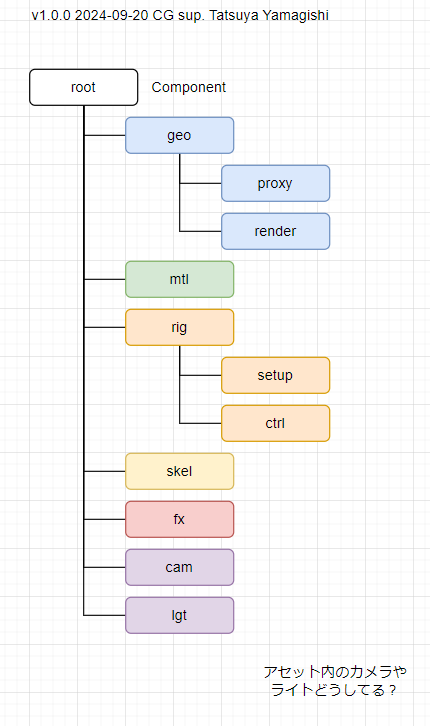 v1.0.0 2024-09-20 CG sup. Tatsuya Yamagishi
root
Component
geo
proxy
render
mtl
rig
setup
ctrl
skel
fx
cam
lgt
アセット内のカメラや
ライトどうしてる？